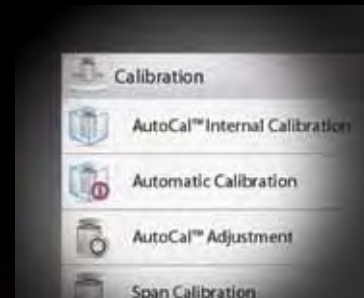 Calibration
AutoCal™ Internal Calibration
Automatic Calibration
AutoCal™ Adjustment
Span Calibration